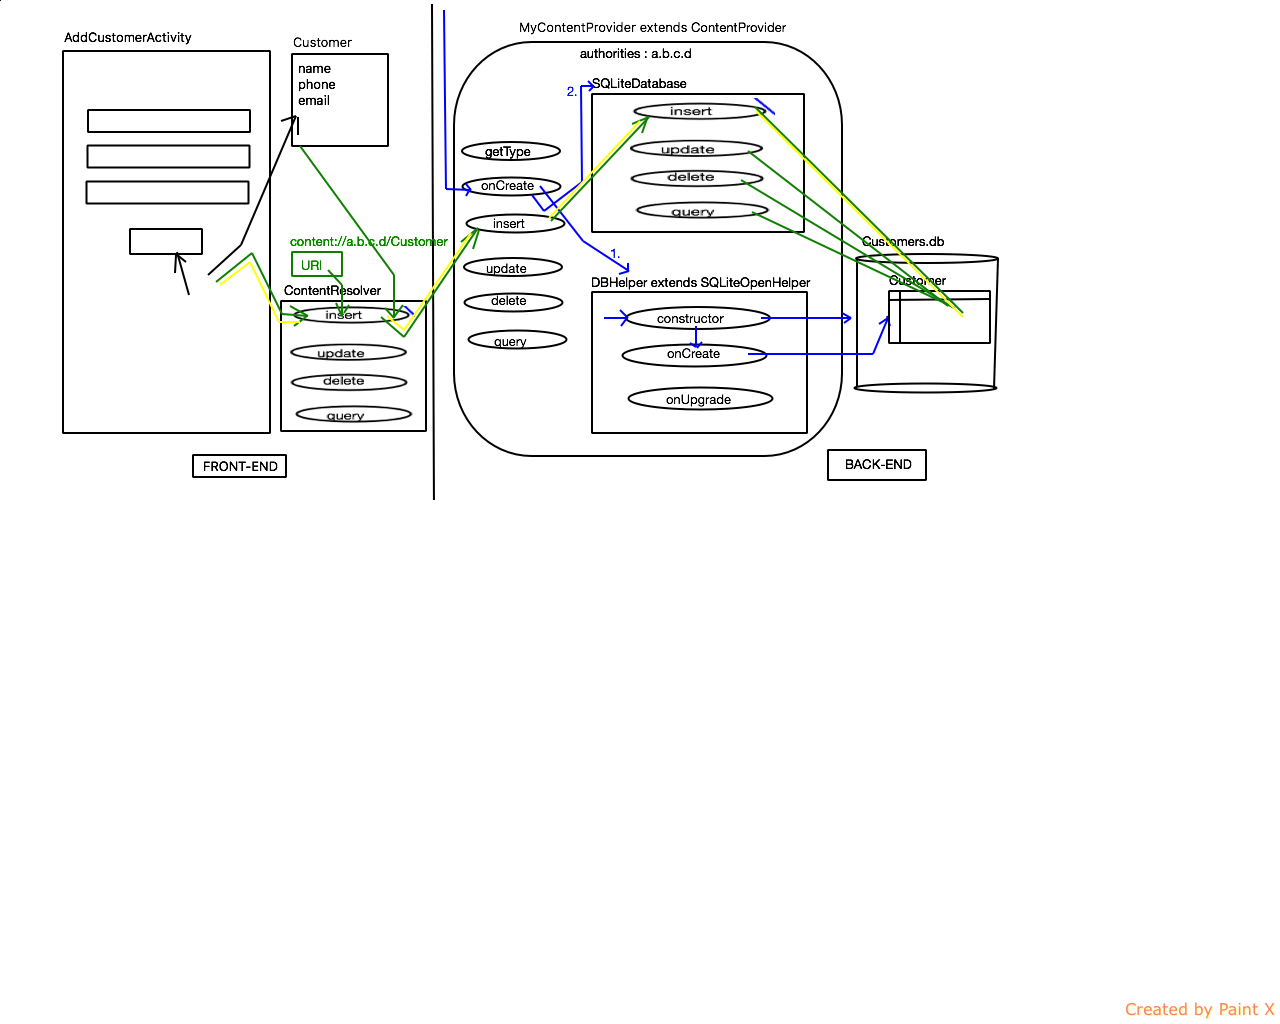 MyContentProvider extends ContentProvider
AddCustomerActivity
Customer
authorities : a.b.c.d
name
phone
email
2.
SQLiteDatabase
insert
update
delete
query
getType
onCreate
insert
update
delete
query
content://a.b.c.d/Customer
URI
ContentResolver
insert
update
delete
query
1.
DBHelper extends SQLiteOpenHelper
constructor
onCreate
onUpgrade
Customers.db
Customer
FRONT-END
BACK-END
Created by Paint X